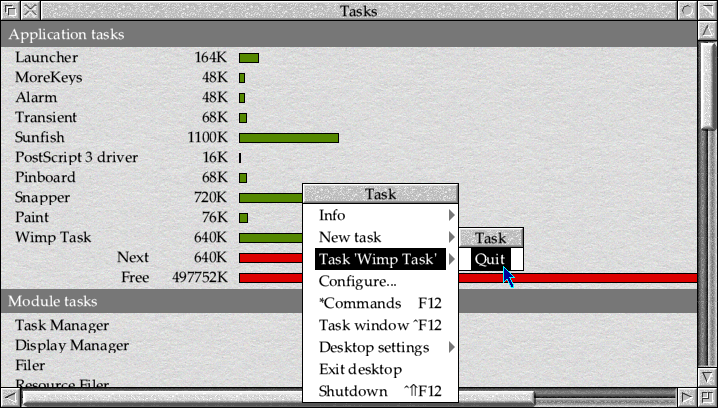 Tasks
Application tasks
Launcher 164K
MoreKeys 48K
Alarm 48K
Transient 68K
Sunfish 1100K
PostScript 3 driver 16K
Pinboard 68K
Snapper 720K
Paint 76K
Wimp Task 640K
Next 640K
Free 497752K
Module tasks
Task Manager
Display Manager
Filer
Resource Filer
Task
Info
New task
Task 'Wimp Task'
Configure...
*Commands F12
Task window ^F12
Desktop settings
Exit desktop
Shutdown ^⇑F12
Task
Quit